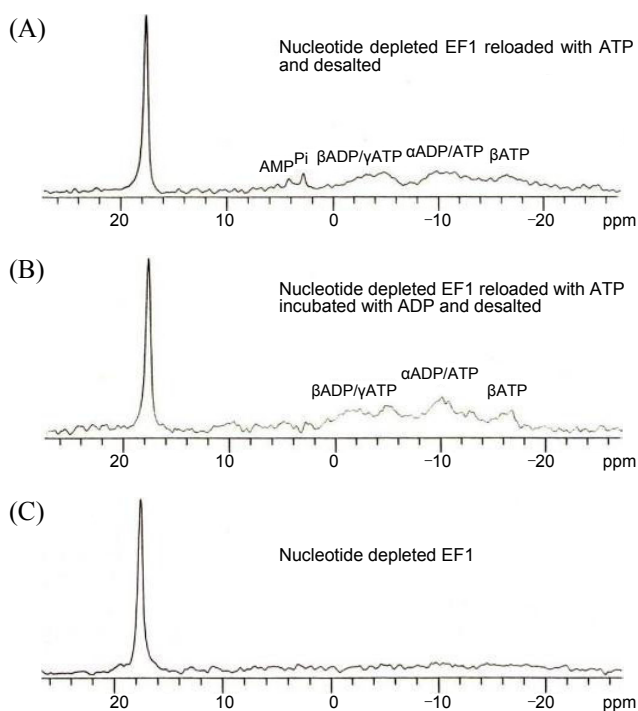 (A)
Nucleotide depleted EF1 reloaded with ATP
and desalted
AMP Pi βADP/γATP αADP/ATP βATP
20 10 0 −10 −20 ppm
(B)
Nucleotide depleted EF1 reloaded with ATP
incubated with ADP and desalted
βADP/γATP αADP/ATP βATP
20 10 0 −10 −20 ppm
(C)
Nucleotide depleted EF1
20 10 0 −10 −20 ppm